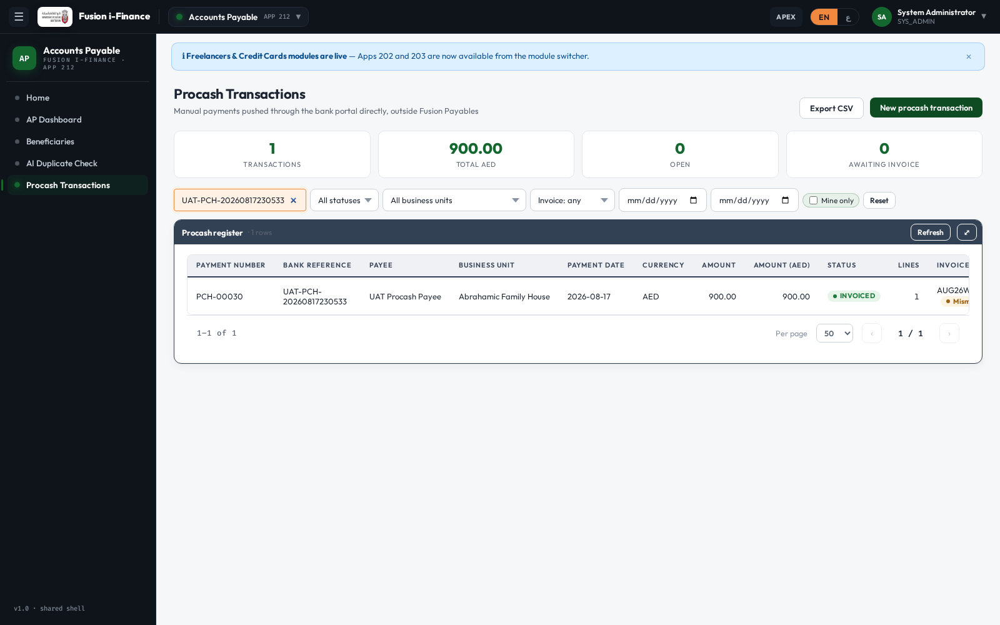 Fusion i-Finance
Accounts Payable APP 212
APEX
EN ع
SA
System Administrator
SYS_ADMIN
AP
Accounts Payable
FUSION I-FINANCE ·
APP 212
Home
AP Dashboard
Beneficiaries
AI Duplicate Check
Procash Transactions
v1.0 · shared shell
ℹ Freelancers & Credit Cards modules are live — Apps 202 and 203 are now available from the module switcher. ×
Procash Transactions
Manual payments pushed through the bank portal directly, outside Fusion Payables
Export CSV
New procash transaction
1
TRANSACTIONS
900.00
TOTAL AED
0
OPEN
0
AWAITING INVOICE
UAT-PCH-20260817230533 ×
All statuses
All business units
Invoice: any
mm/dd/yyyy
mm/dd/yyyy
Mine only
Reset
Procash register · 1 rows
Refresh
PAYMENT NUMBER BANK REFERENCE PAYEE BUSINESS UNIT PAYMENT DATE CURRENCY AMOUNT AMOUNT (AED) STATUS LINES INVOICE
PCH-00030 UAT-PCH-20260817230533 UAT Procash Payee Abrahamic Family House 2026-08-17 AED 900.00 900.00 INVOICED 1 AUG26W
Mism
1–1 of 1
Per page 50 ‹ 1 / 1 ›